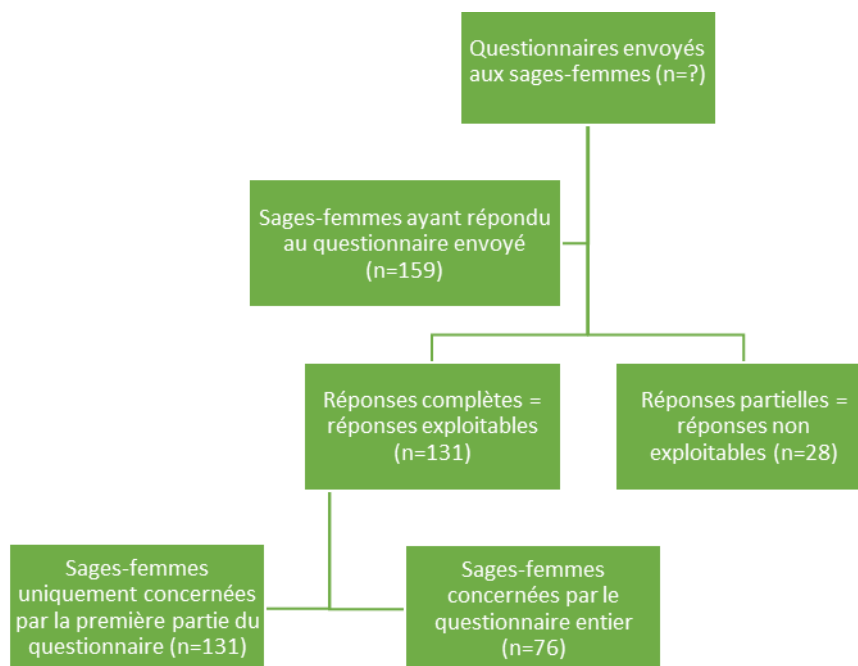 Questionnaires envoyés
aux sages-femmes (n=?)
Sages-femmes ayant répondu
au questionnaire envoyé
(n=159)
Réponses complètes =
réponses exploitables
(n=131)
Réponses partielles =
réponses non
exploitables (n=28)
Sages-femmes
uniquement concernées
par la première partie du
questionnaire (n=131)
Sages-femmes
concernées par le
questionnaire entier
(n=76)